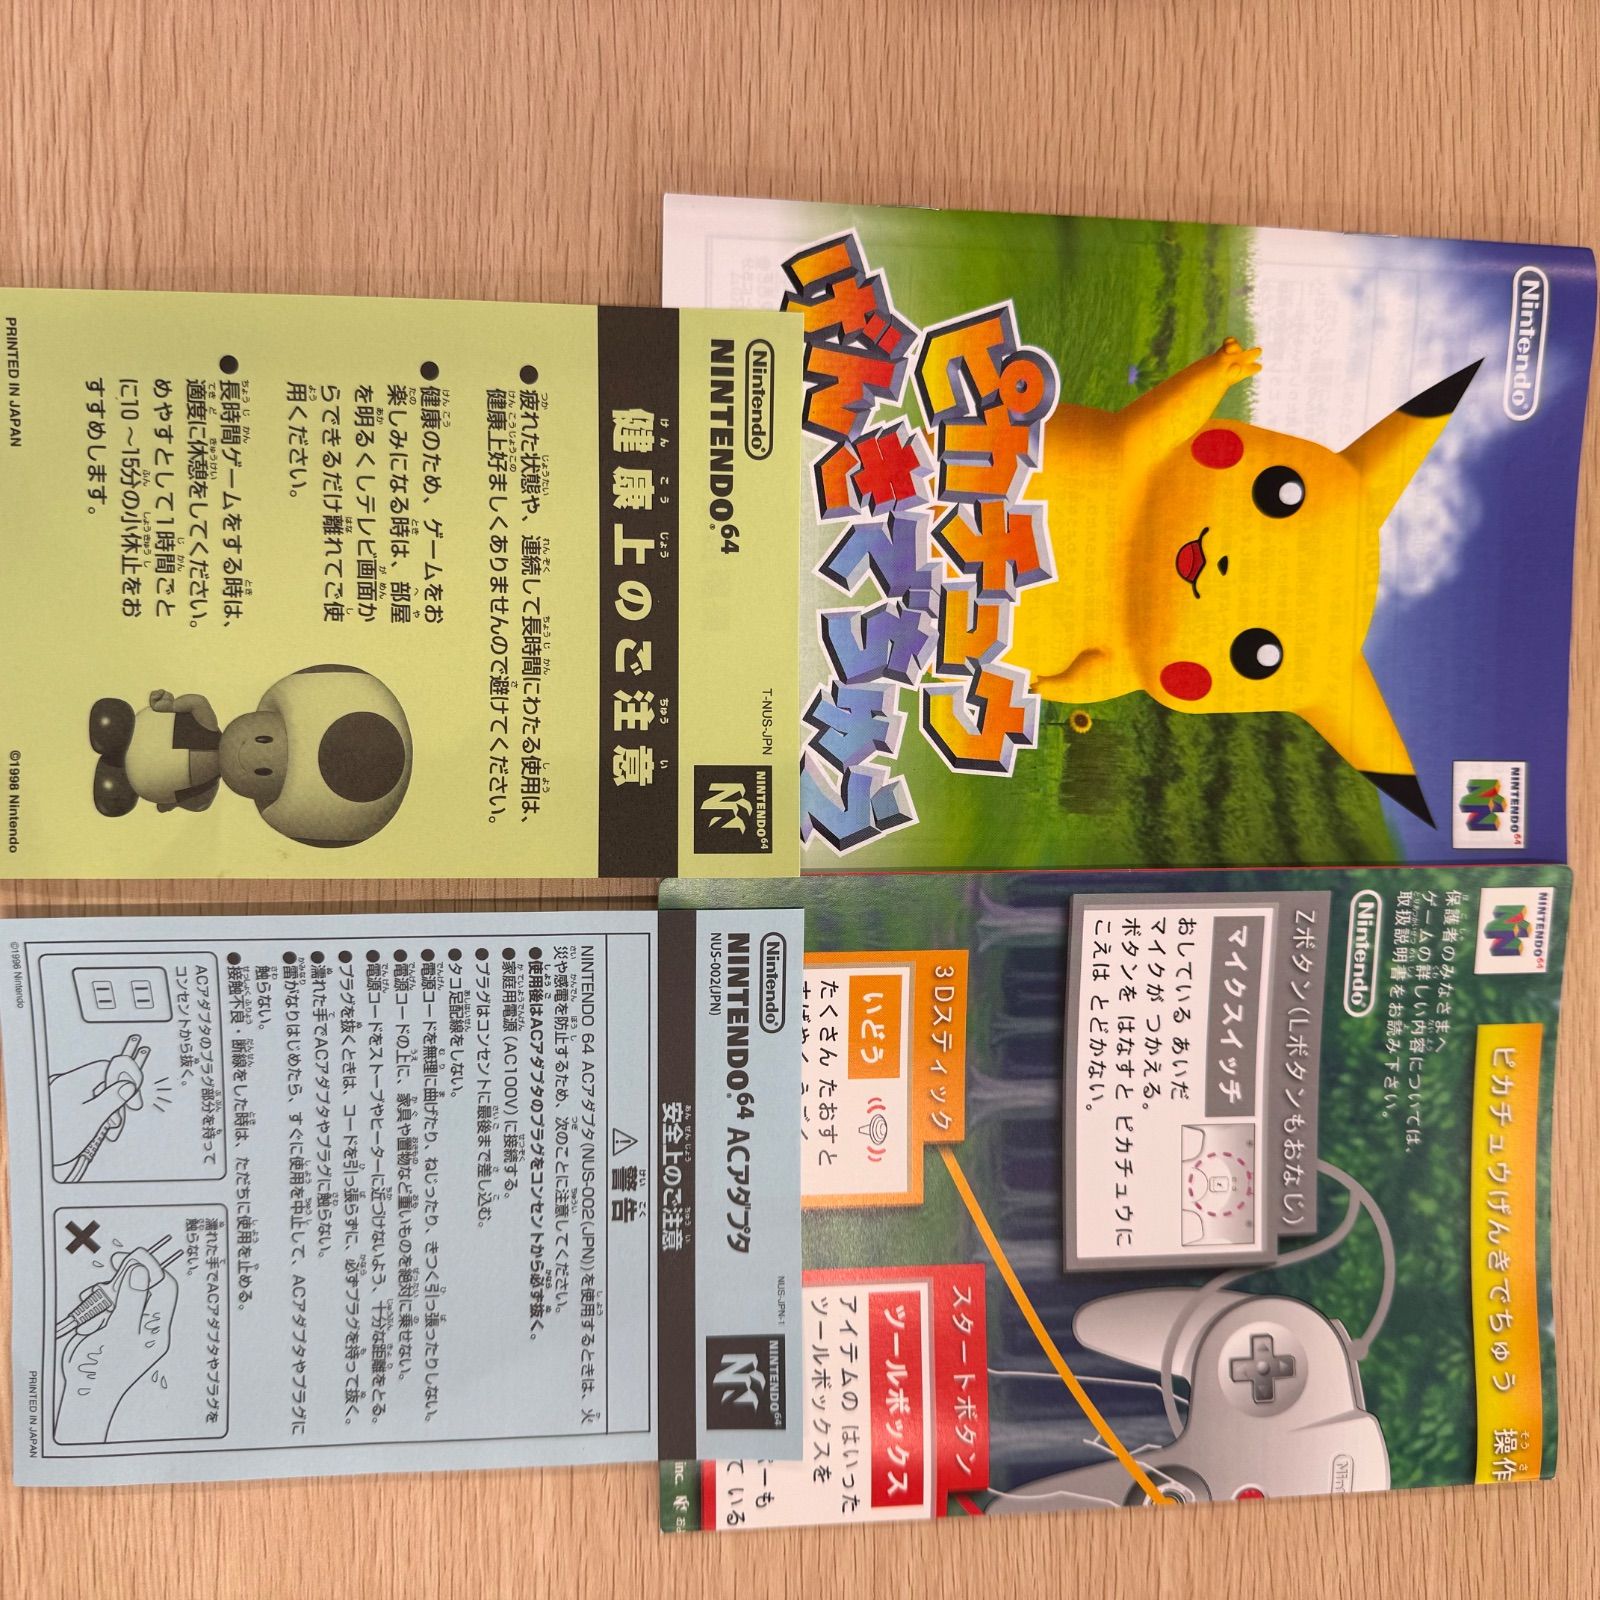 Nintendo
NINTENDO64
ピカチュウ
げんきでちゅう
Nintendo
NINTENDO64
T-NUS-JPN
NINTENDO64
健康上のご注意
●疲れた状態や、連続して長時間にわたる使用は、
健康上好ましくありませんので避けてください。
●健康のため、ゲームをお
楽しみになる時は、部屋
を明るくしテレビ画面か
らできるだけ離れてご使
用ください。
●長時間ゲームをする時は、
適度に休憩をしてください。
めやすとして1時間ごと
に10〜15分の小休止をお
すすめします。
PRINTED IN JAPAN
©1998 Nintendo
NINTENDO64
ピカチュウげんきでちゅう 操作
保護者のみなさまへ
ゲームの詳しい内容については、
取扱説明書をお読み下さい。
Nintendo
Zボタン(Lボタンもおなじ)
マイクスイッチ
おしている あいだ
マイクが つかえる。
ボタンを はなすと ピカチュウに
こえは とどかない。
3Dスティック
いどう
たくさん たおすと
スタートボタン
ツールボックス
アイテムの はいった
ツールボックスを
ている
Nintendo
NINTENDO64 ACアダプタ
NUS-002(JPN)
NUS-JPN-1
NINTENDO64
安全上のご注意
警告
NINTENDO 64 ACアダプタ(NUS-002(JPN))を使用するときは、火
災や感電を防止するため、次のことに注意してください。
●使用後はACアダプタのプラグをコンセントから必ず抜く。
●家庭用電源(AC100V)に接続する。
●プラグはコンセントに最後まで差し込む。
●タコ足配線をしない。
●電源コードを無理に曲げたり、ねじったり、きつく引っ張ったりしない。
●電源コードの上に、家具や置物など重いものを絶対に乗せない。
●電源コードをストーブやヒーターに近づけないよう、十分な距離をとる。
●プラグを抜くときは、コードを引っ張らずに、必ずプラグを持って抜く。
●濡れた手でACアダプタやプラグに触らない。
●雷がなりはじめたら、すぐに使用を中止して、ACアダプタやプラグに
触らない。
●接触不良・断線をした時は、ただちに使用を止める。
ACアダプタのプラグ部分を持って
コンセントから抜く。
濡れた手でACアダプタやプラグを
触らない。
©1996 Nintendo
PRINTED IN JAPAN